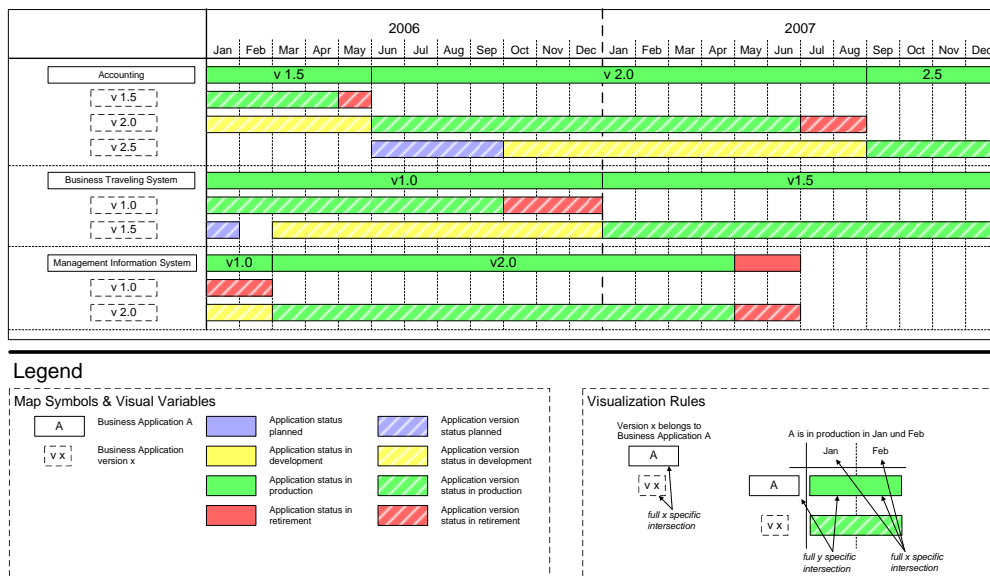 2006 2007
Jan Feb Mar Apr May Jun Jul Aug Sep Oct Nov Dec Jan Feb Mar Apr May Jun Jul Aug Sep Oct Nov Dec
Accounting v 1.5 v 2.0 2.5
v 1.5
v 2.0
v 2.5
Business Traveling System v1.0 v1.5
v 1.0
v 1.5
Management Information System v1.0 v2.0
v 1.0
v 2.0
Legend
Map Symbols & Visual Variables
A Business Application A
v x Business Application
version x
Application status
planned
Application status in
development
Application status in
production
Application status in
retirement
Application version
status planned
Application version
status in development
Application version
status in production
Application version
status in retirement
Visualization Rules
Version x belongs to
Business Application A
A
v x
full x specific
intersection
A is in production in Jan und Feb
Jan Feb
A
v x
full y specific
intersection
full x specific
intersection